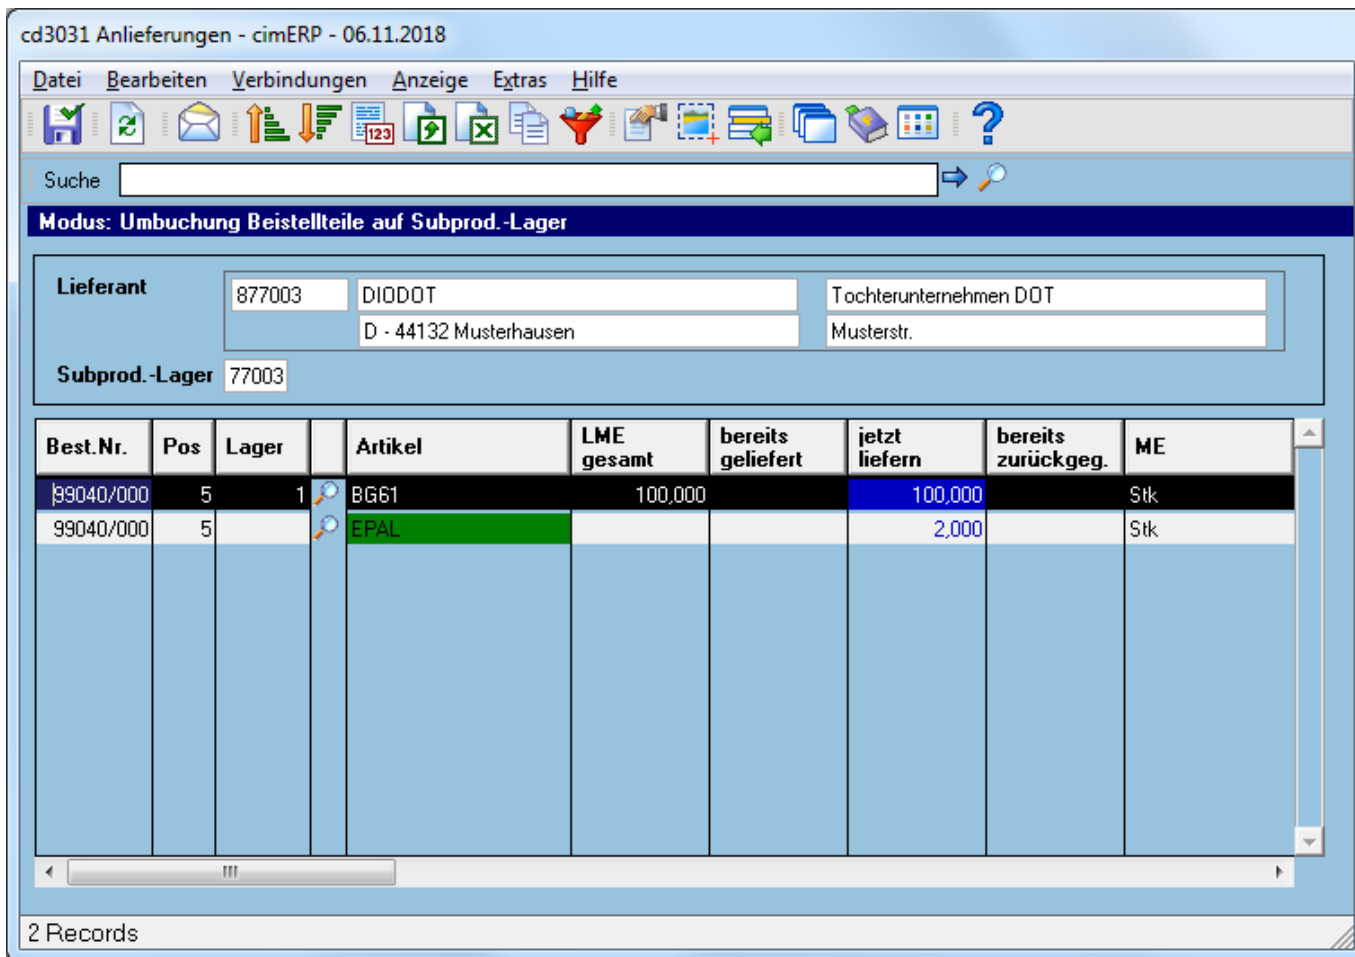 cd3031 Anlieferungen - cimERP - 06.11.2018
Datei Bearbeiten Verbindungen Anzeige Extras Hilfe
123
Suche
Modus: Umbuchung Beistellteile auf Subprod.-Lager
Lieferant 877003 DIODOT Tochterunternehmen DOT
D - 44132 Musterhausen Musterstr.
Subprod.-Lager 77003
Best.Nr. Pos Lager Artikel LME gesamt bereits geliefert jetzt liefern bereits zurückgeg. ME
99040/000 5 1 BG61 100,000 100,000 Stk
99040/000 5 EPAL 2,000 Stk
2 Records